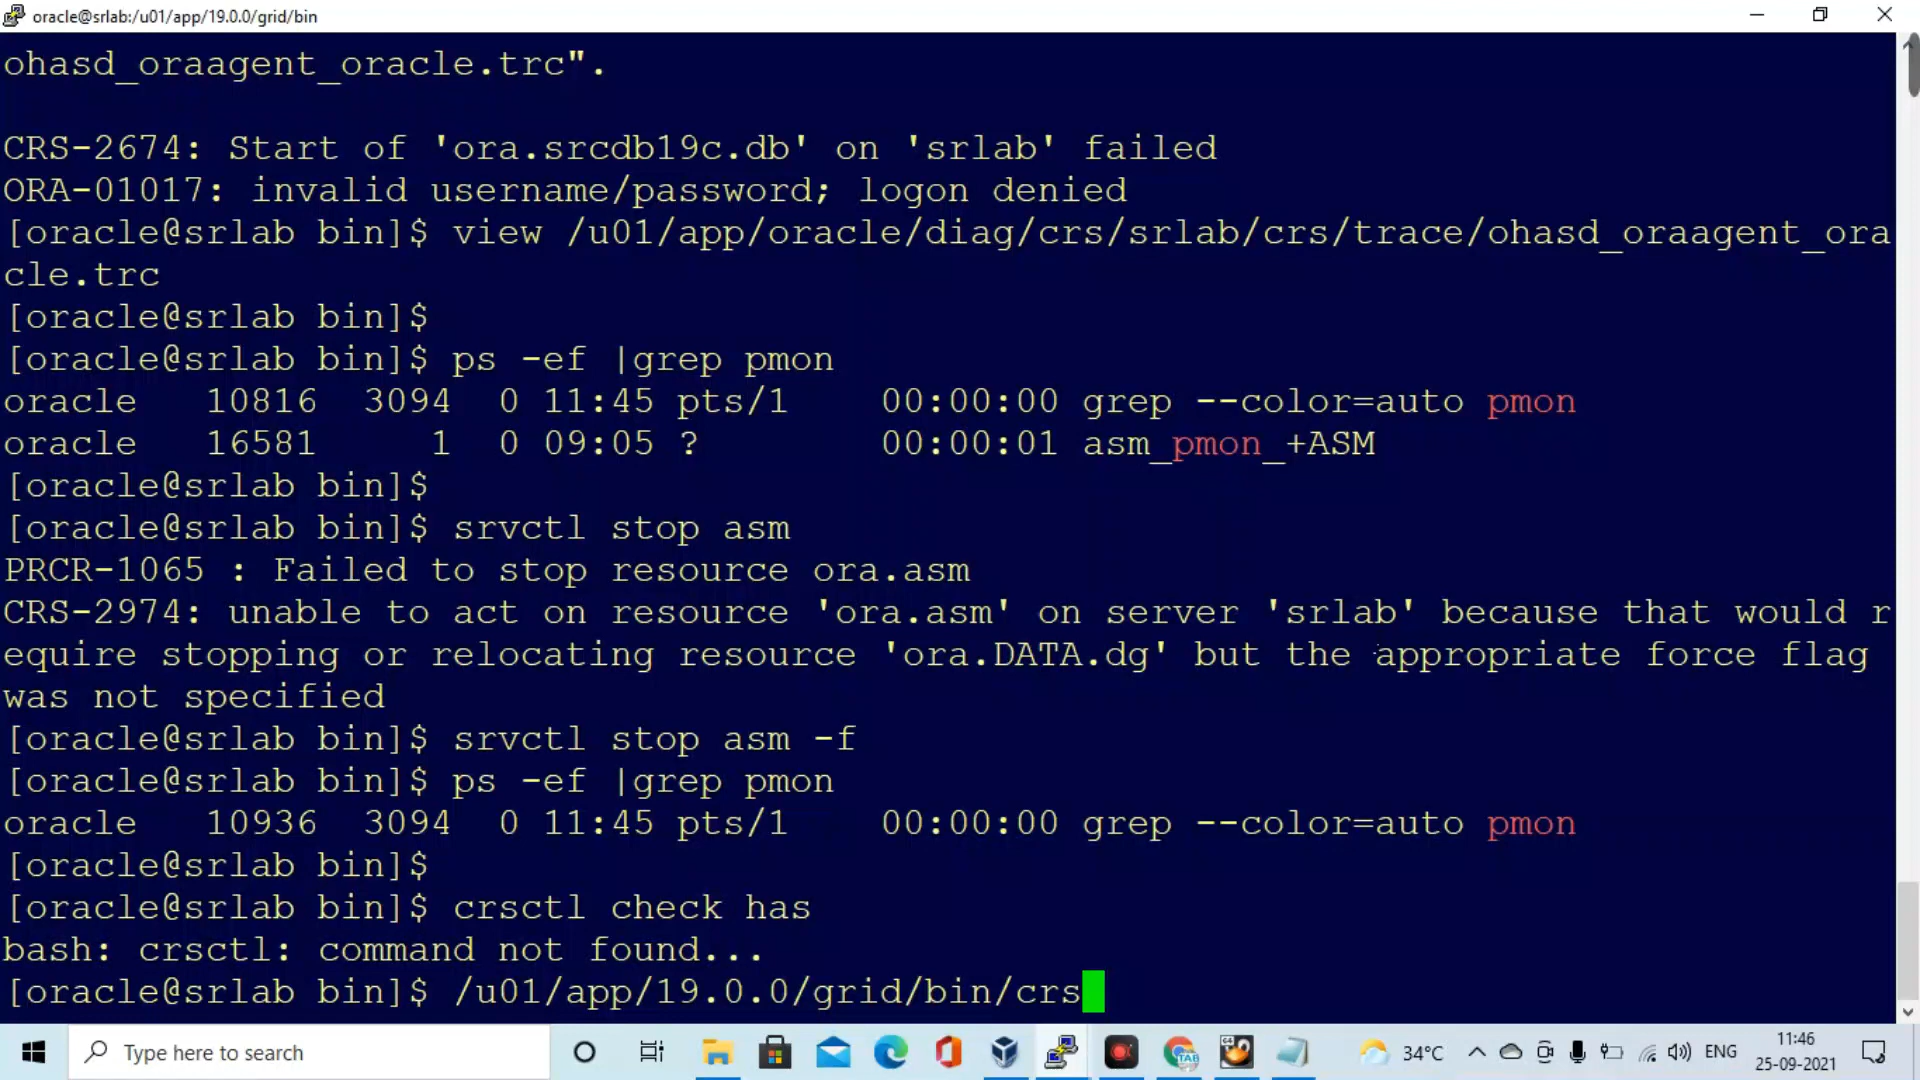 oracle@srlab:/u01/app/19.0.0/grid/bin
ohasd_oraagent_oracle.trc".
CRS-2674: Start of 'ora.srcdb19c.db' on 'srlab' failed
ORA-01017: invalid username/password; logon denied
[oracle@srlab bin]$ view /u01/app/oracle/diag/crs/srlab/crs/trace/ohasd_oraagent_ora
cle.trc
[oracle@srlab bin]$
[oracle@srlab bin]$ ps -ef |grep pmon
oracle   10816  3094  0 11:45 pts/1    00:00:00 grep --color=auto pmon
oracle   16581     1  0 09:05 ?        00:00:01 asm_pmon_+ASM
[oracle@srlab bin]$
[oracle@srlab bin]$ srvctl stop asm
PRCR-1065 : Failed to stop resource ora.asm
CRS-2974: unable to act on resource 'ora.asm' on server 'srlab' because that would r
equire stopping or relocating resource 'ora.DATA.dg' but the appropriate force flag
was not specified
[oracle@srlab bin]$ srvctl stop asm -f
[oracle@srlab bin]$ ps -ef |grep pmon
oracle   10936  3094  0 11:45 pts/1    00:00:00 grep --color=auto pmon
[oracle@srlab bin]$
[oracle@srlab bin]$ crsctl check has
bash: crsctl: command not found...
[oracle@srlab bin]$ /u01/app/19.0.0/grid/bin/crs
Type here to search
TAB
34°C
ENG
11:46
25-09-2021